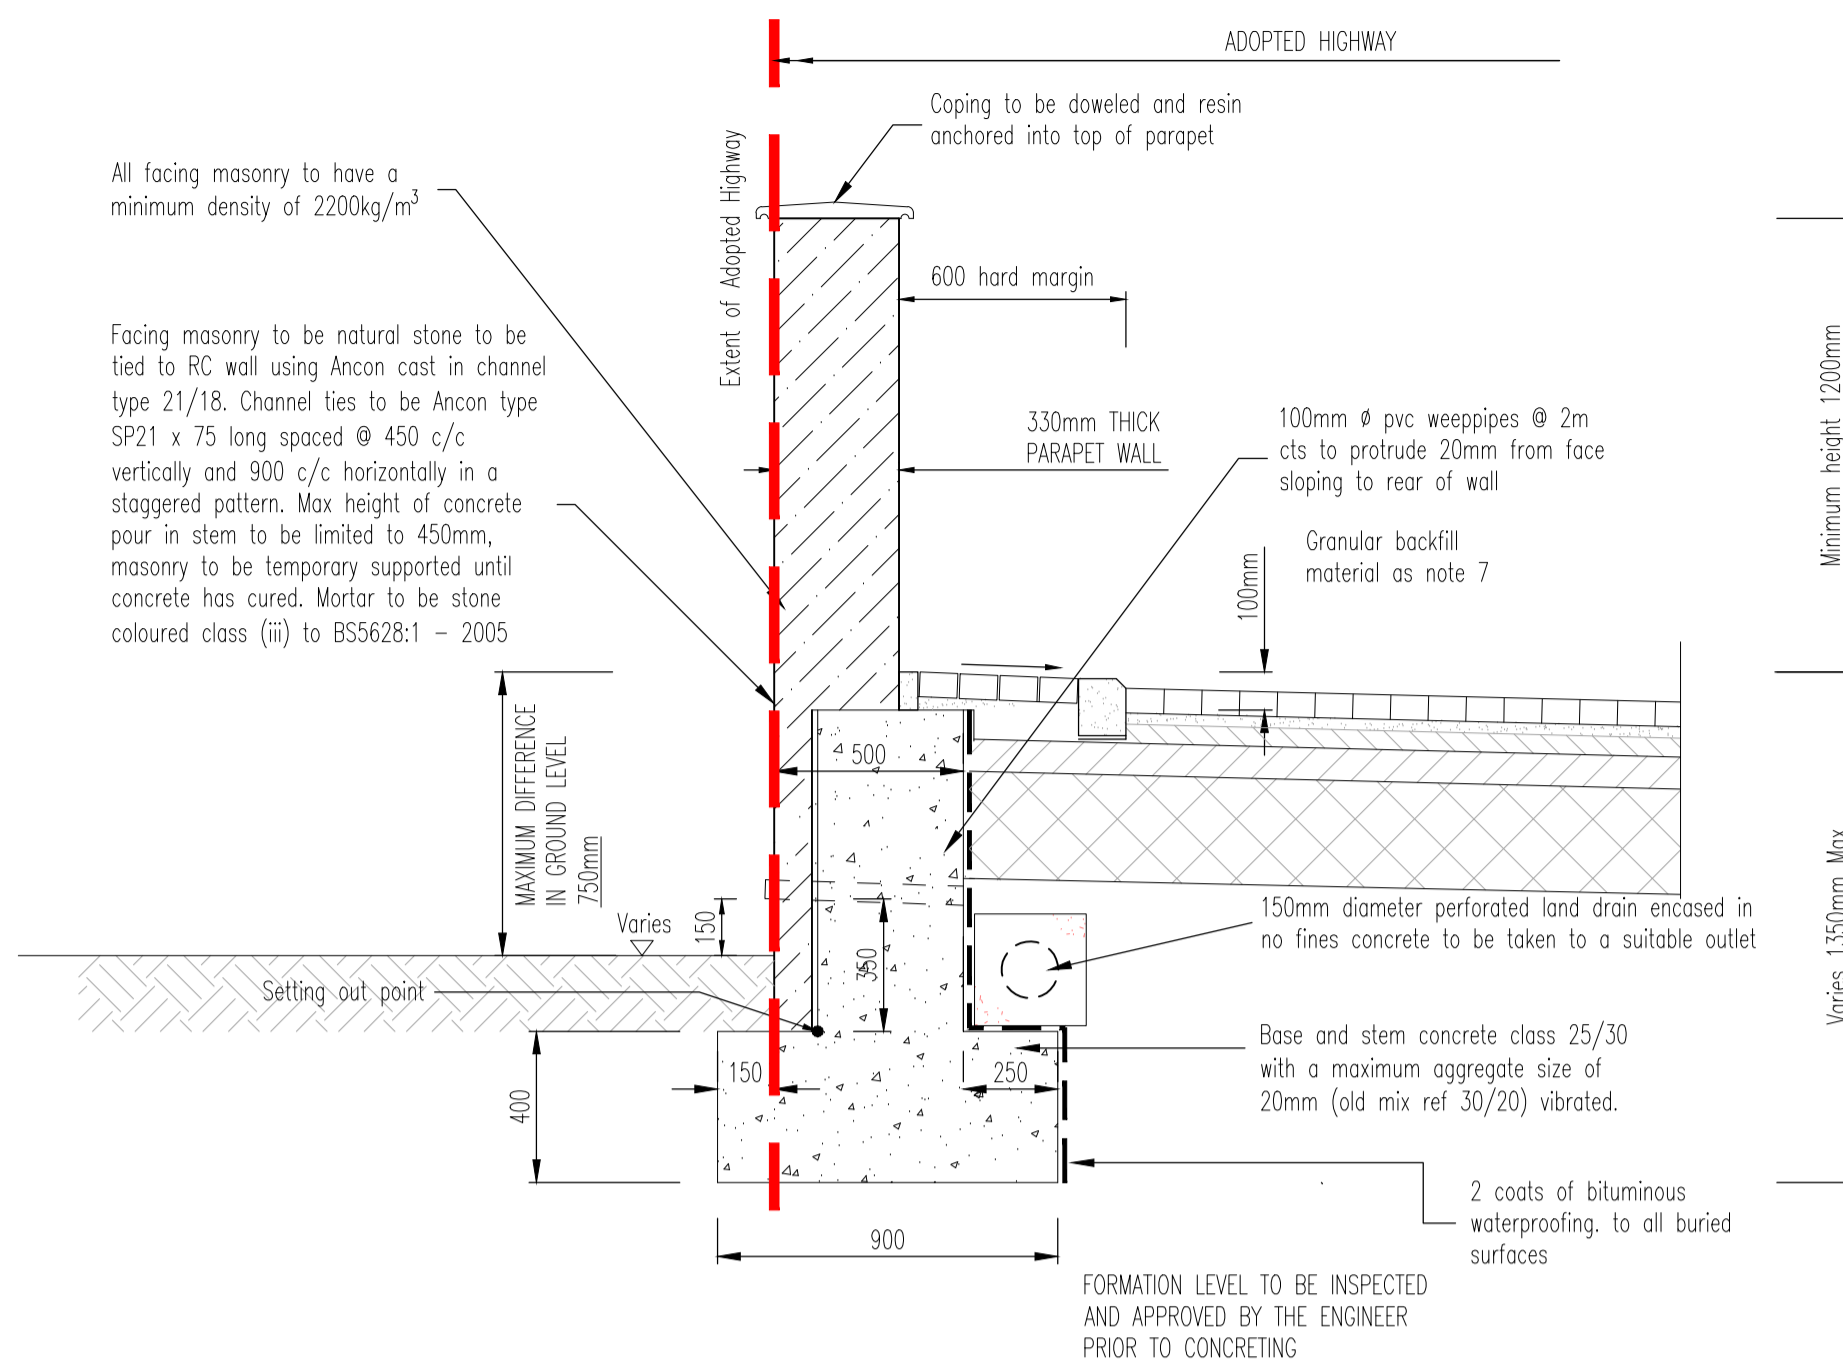 ADOPTED HIGHWAY
Coping to be doweled and resin
anchored into top of parapet
Extent of Adopted Highway
All facing masonry to have a
minimum density of 2200kg/m³
600 hard margin
Facing masonry to be natural stone to be
tied to RC wall using Ancon cast in channel
type 21/18. Channel ties to be Ancon type
SP21 x 75 long spaced @ 450 c/c
vertically and 900 c/c horizontally in a
staggered pattern. Max height of concrete
pour in stem to be limited to 450mm,
masonry to be temporary supported until
concrete has cured. Mortar to be stone
coloured class (iii) to BS5628:1 – 2005
330mm THICK
PARAPET WALL
100mm Ø pvc weeppipes @ 2m
cts to protrude 20mm from face
sloping to rear of wall
Granular backfill
material as note 7
100mm
Minimum height 1200mm
MAXIMUM DIFFERENCE
IN GROUND LEVEL
750mm
500
Varies
150
350
Setting out point
150mm diameter perforated land drain encased in
no fines concrete to be taken to a suitable outlet
Varies 1350mm Max
Base and stem concrete class 25/30
with a maximum aggregate size of
20mm (old mix ref 30/20) vibrated.
150
250
400
2 coats of bituminous
waterproofing. to all buried
surfaces
900
FORMATION LEVEL TO BE INSPECTED
AND APPROVED BY THE ENGINEER
PRIOR TO CONCRETING